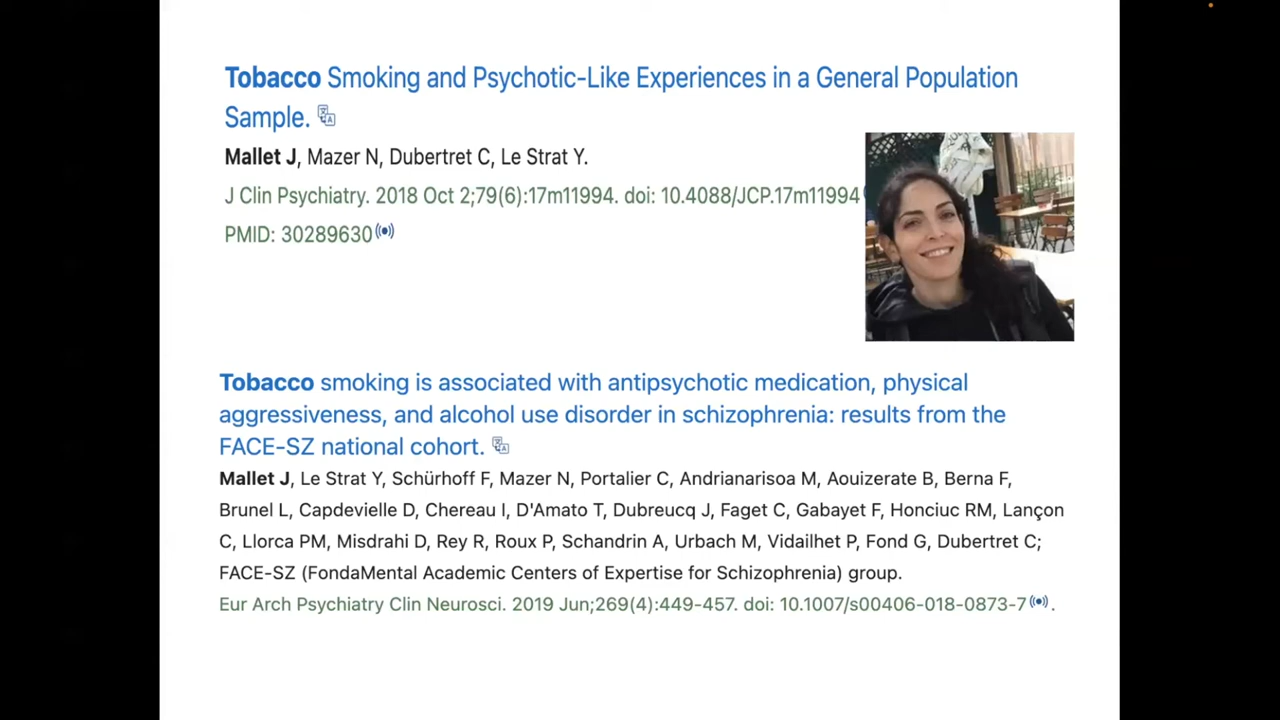 Tobacco Smoking and Psychotic-Like Experiences in a General Population
Sample.
Mallet J, Mazer N, Dubertret C, Le Strat Y.
J Clin Psychiatry. 2018 Oct 2;79(6):17m11994. doi: 10.4088/JCP.17m11994
PMID: 30289630
Tobacco smoking is associated with antipsychotic medication, physical
aggressiveness, and alcohol use disorder in schizophrenia: results from the
FACE-SZ national cohort.
Mallet J, Le Strat Y, Schürhoff F, Mazer N, Portalier C, Andrianarisoa M, Aouizerate B, Berna F,
Brunel L, Capdevielle D, Chereau I, D'Amato T, Dubreucq J, Faget C, Gabayet F, Honciuc RM, Lançon
C, Llorca PM, Misdrahi D, Rey R, Roux P, Schandrin A, Urbach M, Vidailhet P, Fond G, Dubertret C;
FACE-SZ (FondaMental Academic Centers of Expertise for Schizophrenia) group.
Eur Arch Psychiatry Clin Neurosci. 2019 Jun;269(4):449-457. doi: 10.1007/s00406-018-0873-7.